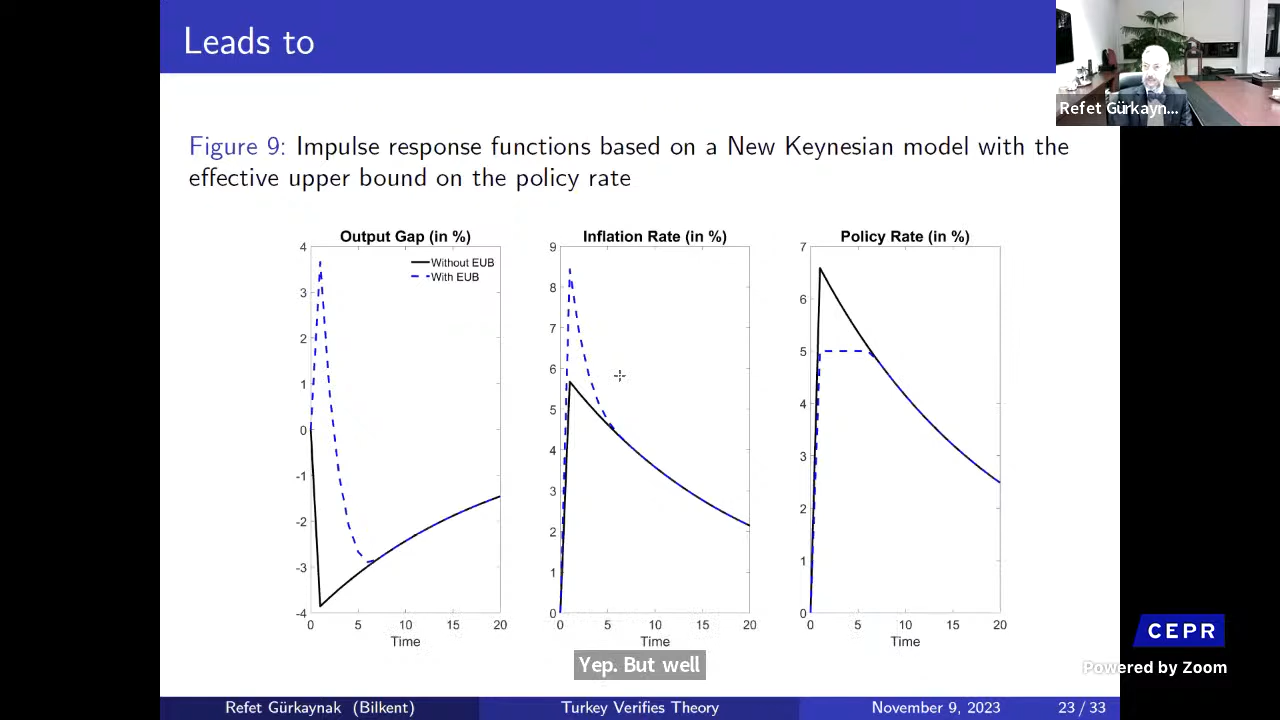 Leads to
Refet Gürkayn...
Figure 9: Impulse response functions based on a New Keynesian model with the
effective upper bound on the policy rate
Output Gap (in %)
4
3
2
1
0
-1
-2
-3
-4
Without EUB
With EUB
0 5 10 15 20
Time
Inflation Rate (in %)
9
8
7
6
5
4
3
2
1
0
0 5 10 15 20
Time
Policy Rate (in %)
7
6
5
4
3
2
1
0
0 5 10 15 20
Time
Yep. But well
CEPR
Powered by Zoom
Refet Gürkaynak (Bilkent) Turkey Verifies Theory November 9, 2023 23 / 33